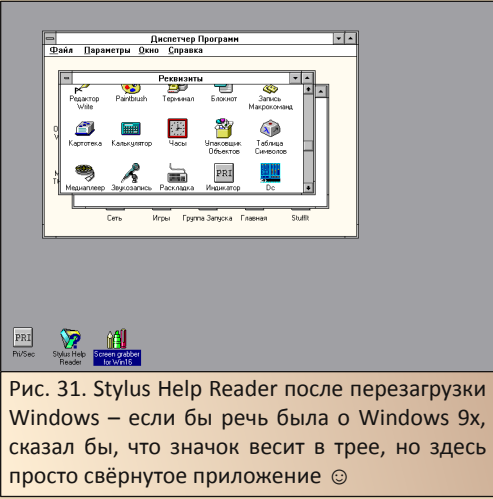 Диспетчер Программ
Файл Параметры Окно Справка
Реквизиты
Редактор Write
Paintbrush
Терминал
Блокнот
Запись Макрокоманд
Картотека
Калькулятор
Часы
Упаковщик Объектов
Таблица Символов
Медиаплеер
Звукозапись
Раскладка
PRI
Индикатор
Dc
Сеть
Игры
Группа Запуска
Главная
StuffIt
PRI
Pri/Sec
Stylus Help Reader
Screen grabber for Win16
Рис. 31. Stylus Help Reader после перезагрузки
Windows – если бы речь была о Windows 9x,
сказал бы, что значок весит в трее, но здесь
просто свёрнутое приложение ☺